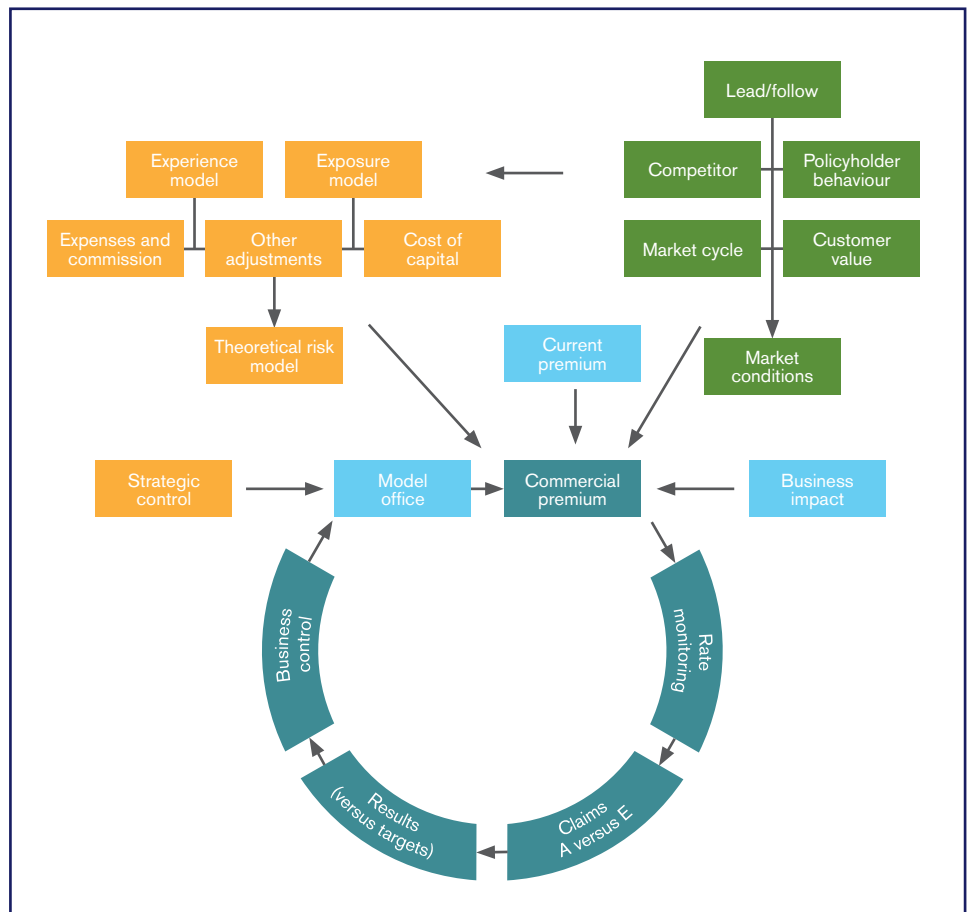 Lead/follow
Experience
model
Exposure
model
Competitor
Policyholder
behaviour
Expenses and
commission
Other
adjustments
Cost of
capital
Market cycle
Customer
value
Theoretical risk
model
Current
premium
Market
conditions
Strategic
control
Model
office
Commercial
premium
Business
impact
Business
control
Rate
monitoring
Results
(versus targets)
Claims
A versus E